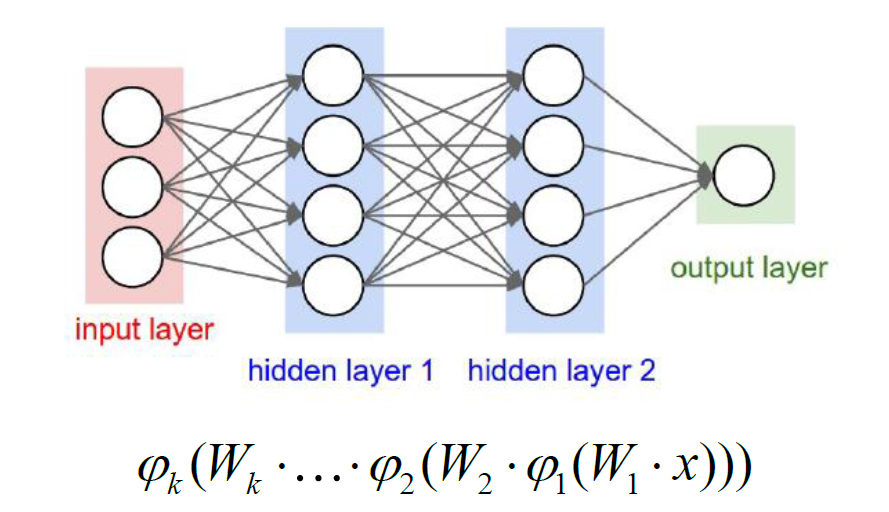 output layer
input layer
hidden layer 1 hidden layer 2
φₖ(Wₖ ·…· φ₂(W₂ · φ₁(W₁ · x)))